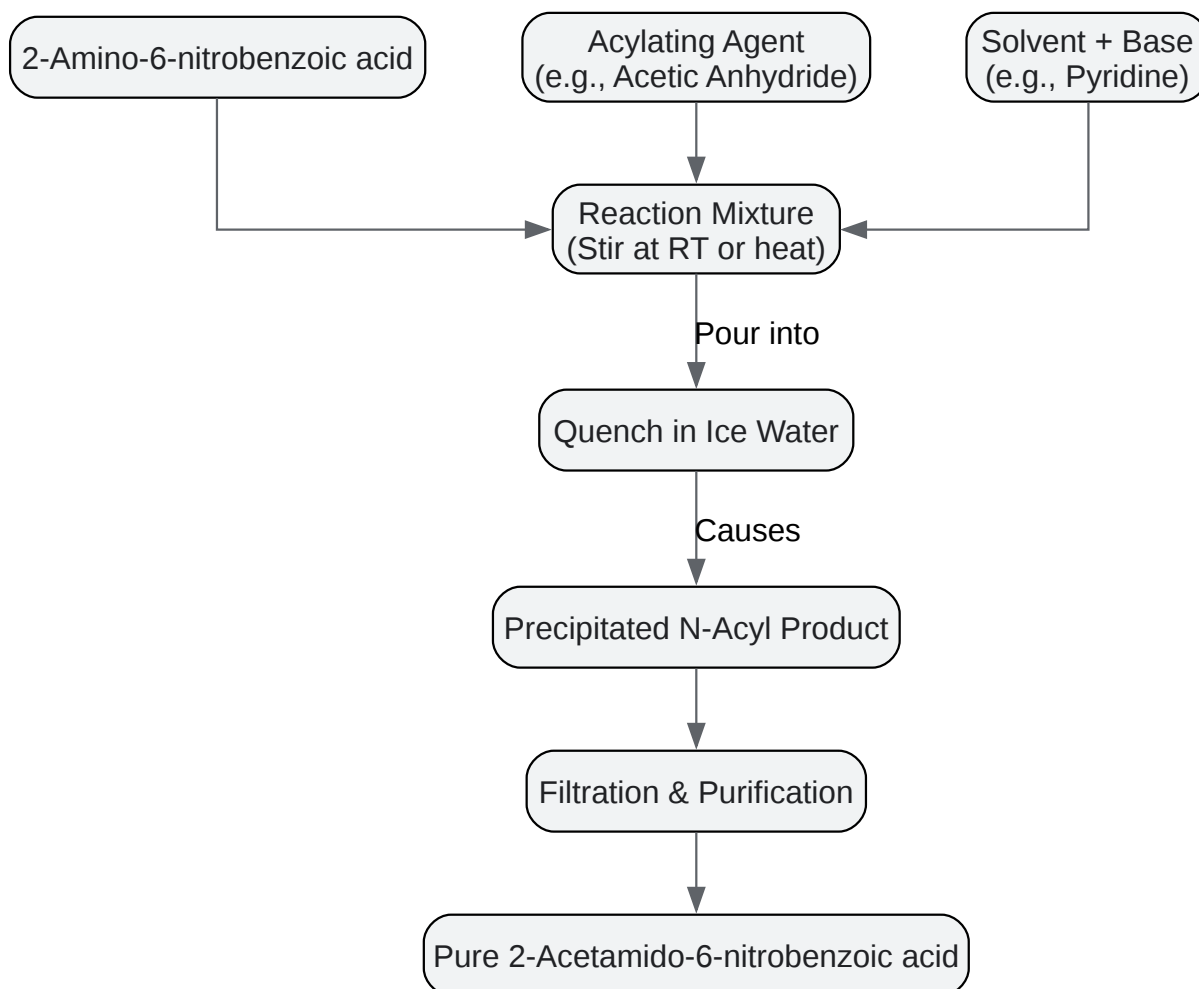 2-Amino-6-nitrobenzoic acid
Acylating Agent
(e.g., Acetic Anhydride)
Solvent + Base
(e.g., Pyridine)
Reaction Mixture
(Stir at RT or heat)
Pour into
Quench in Ice Water
Causes
Precipitated N-Acyl Product
Filtration & Purification
Pure 2-Acetamido-6-nitrobenzoic acid